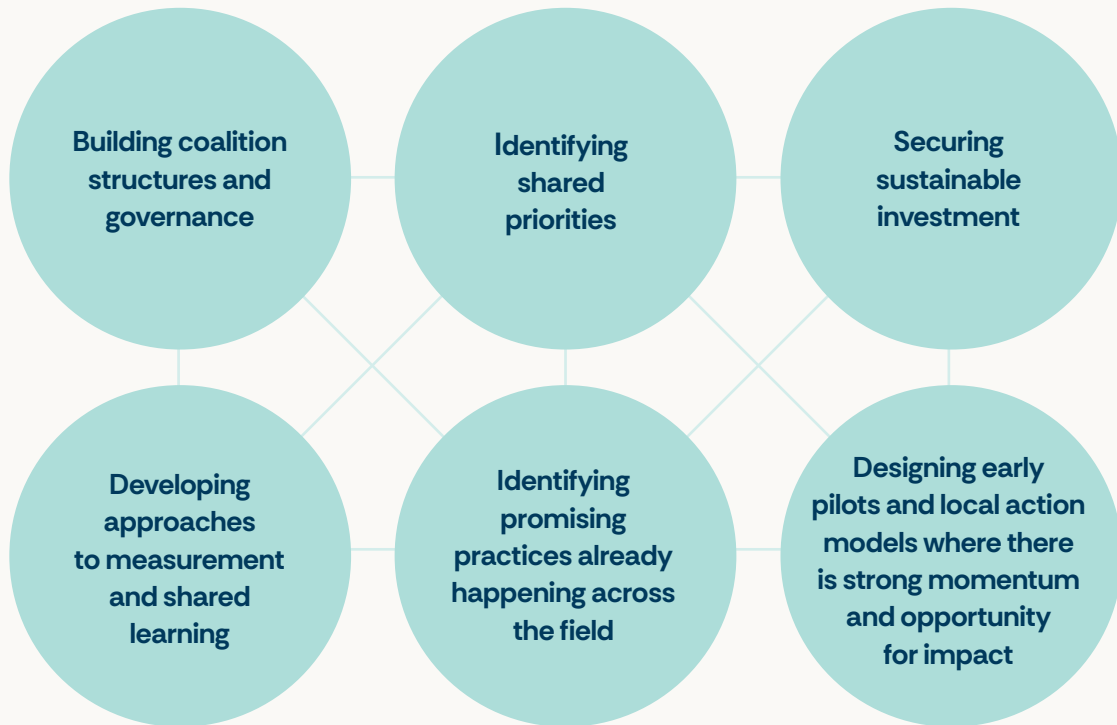 Building coalition
structures and
governance
Identifying
shared
priorities
Securing
sustainable
investment
Developing
approaches
to measurement
and shared
learning
Identifying
promising
practices already
happening across
the field
Designing early
pilots and local action
models where there
is strong momentum
and opportunity
for impact